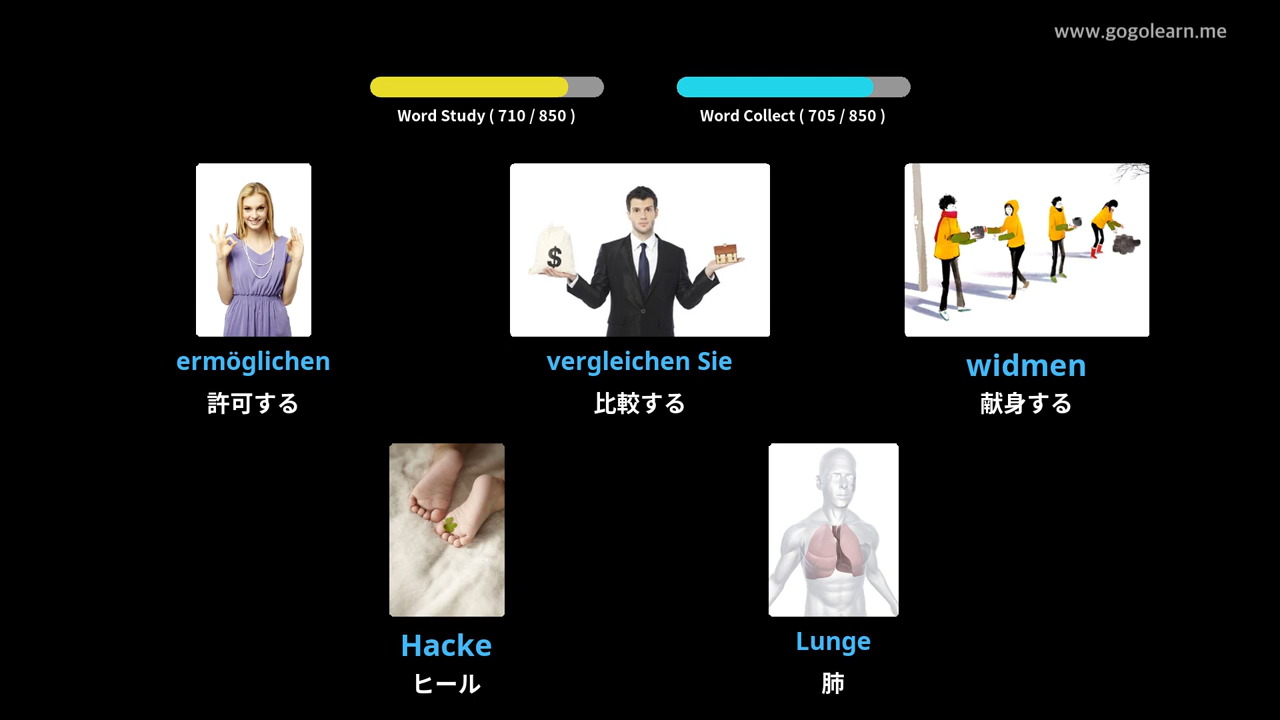 www.gogolearn.me
Word Study ( 710 / 850 )
Word Collect ( 705 / 850 )
ermöglichen
許可する
vergleichen Sie
比較する
widmen
献身する
$
Hacke
ヒール
Lunge
肺